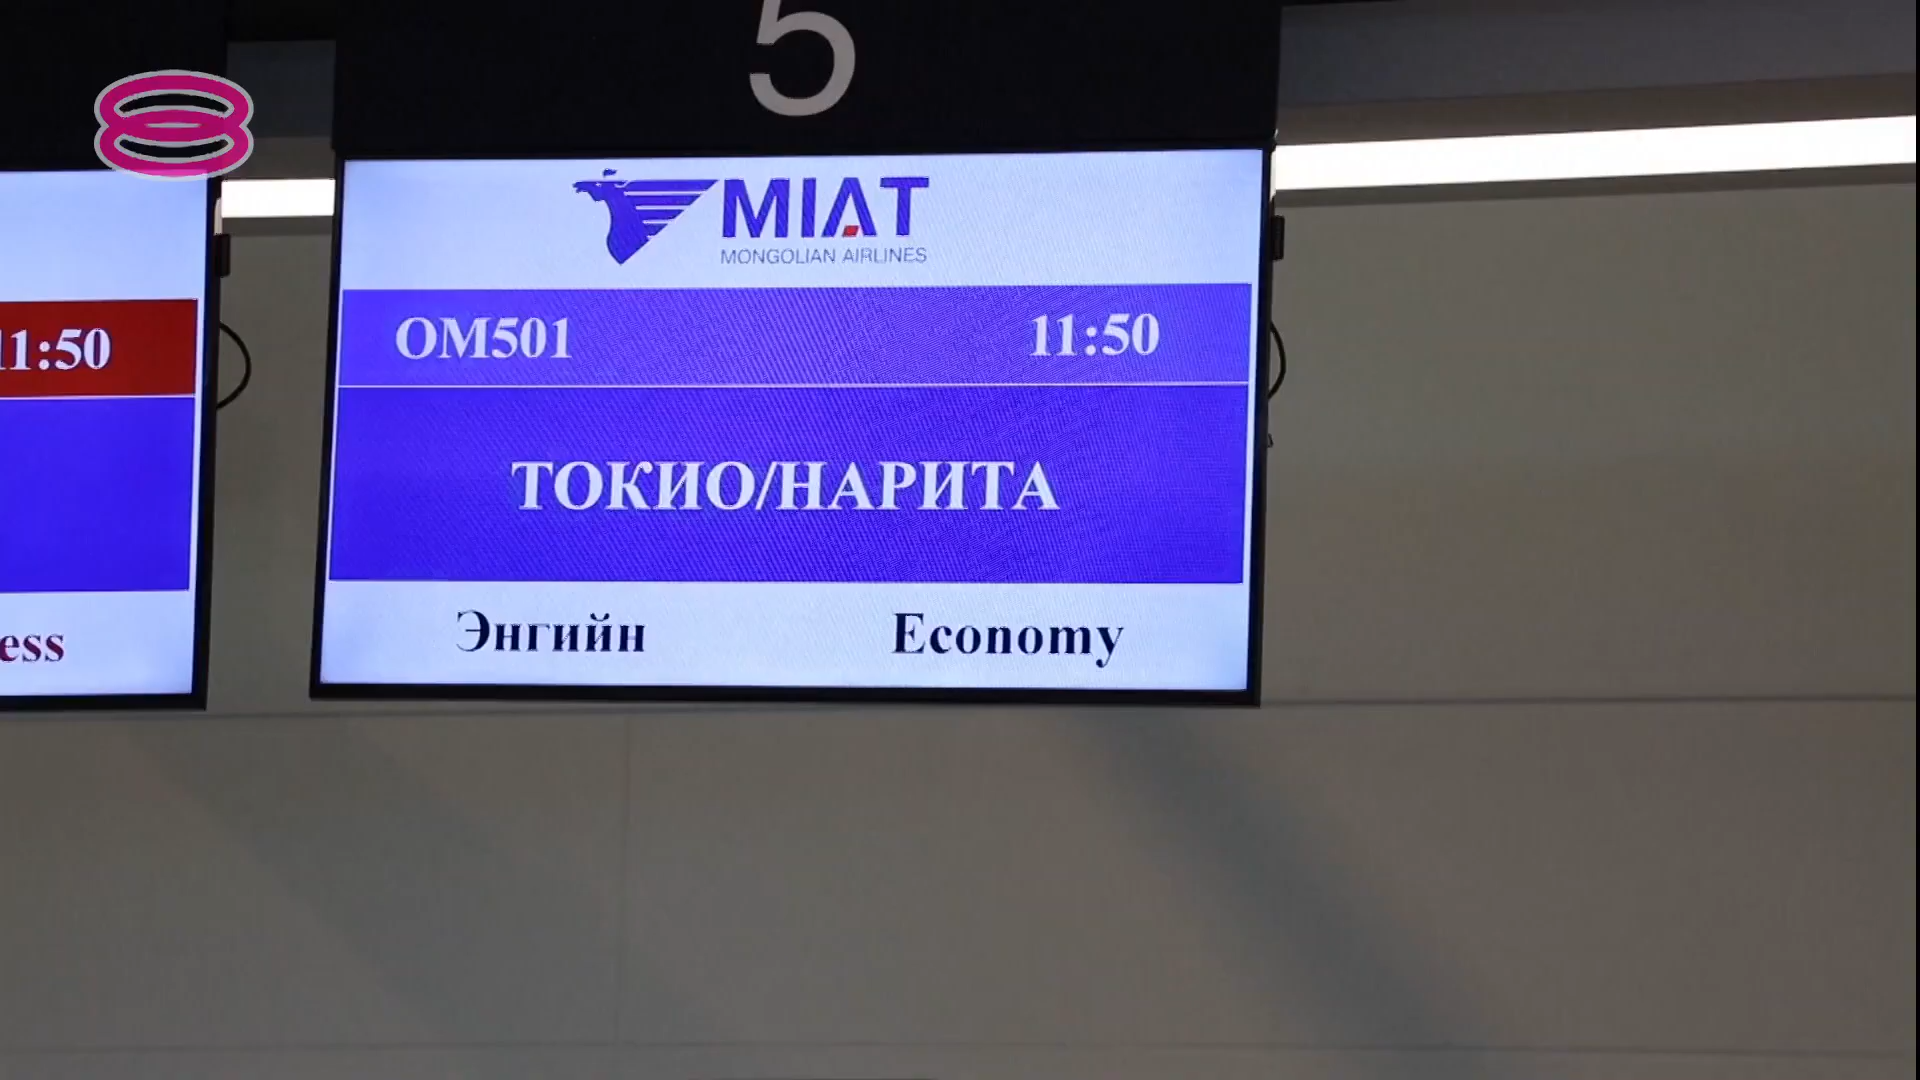 5
MIAT
MONGOLIAN AIRLINES
11:50
OM501 11:50
ТОКИО/НАРИТА
ess
Энгийн Economy